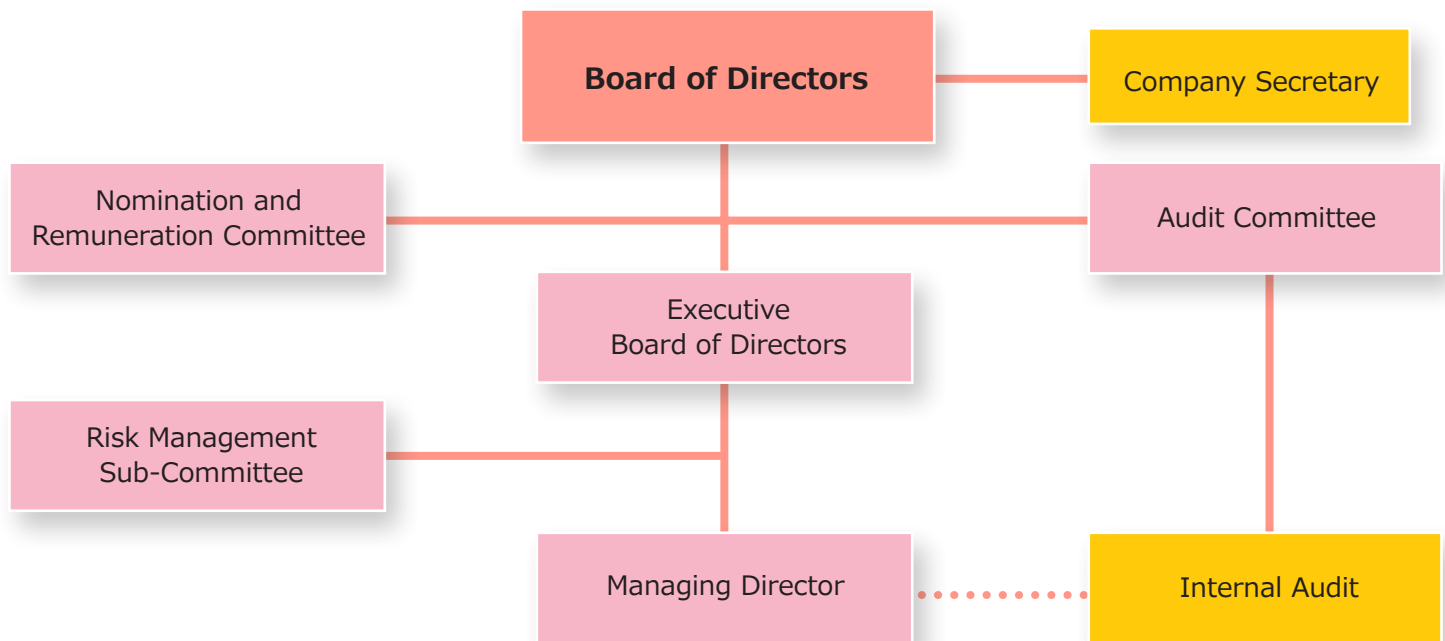 Board of Directors
Company Secretary
Nomination and
Remuneration Committee
Audit Committee
Executive
Board of Directors
Risk Management
Sub-Committee
Managing Director
Internal Audit